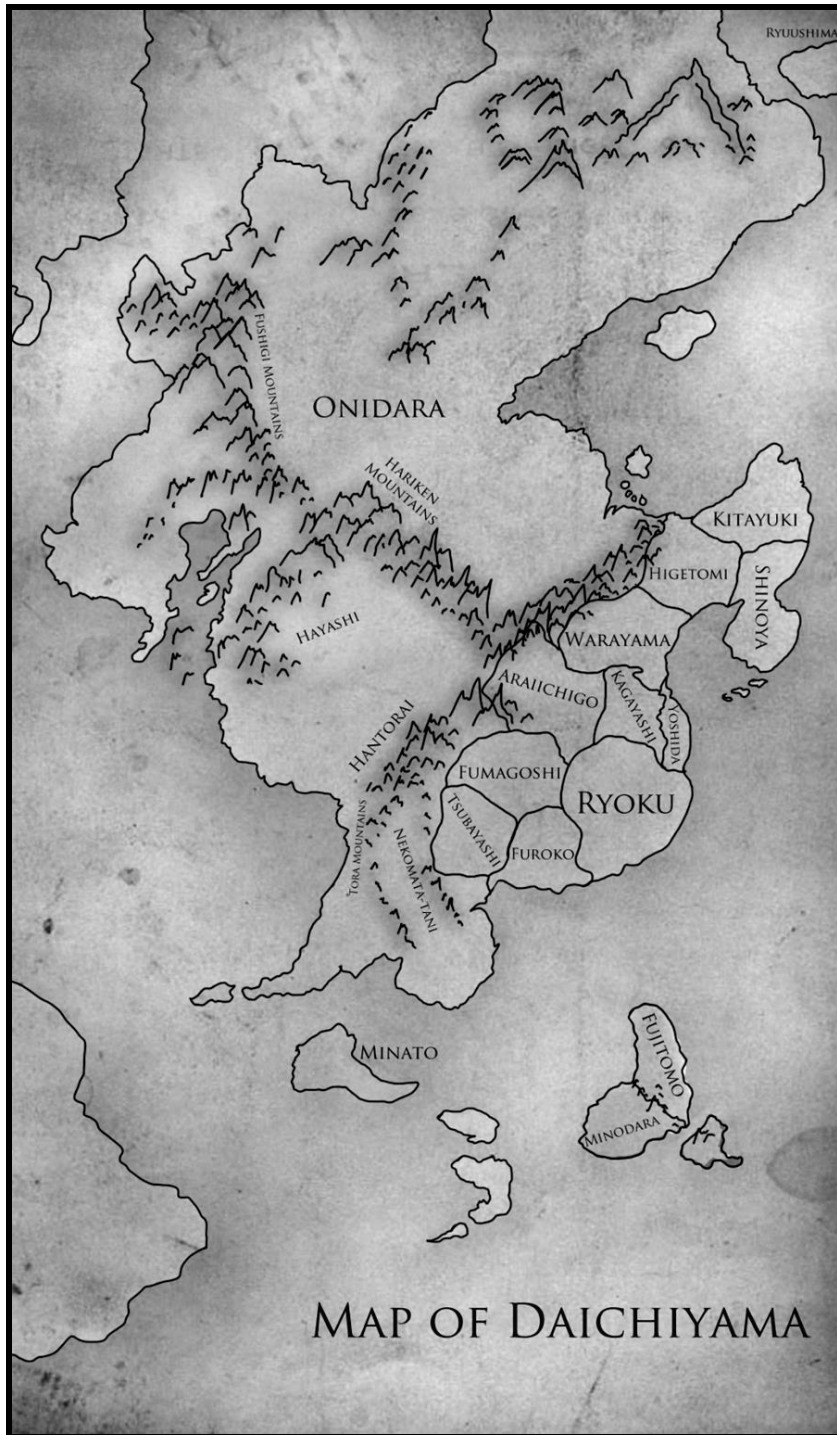 Ryuushima
Fushigi Mountains
Onidara
Hariken
Mountains
Kitayuki
Higetomi
Shinoya
Hayashi
Warayama
Araiichigo
Kagayashi
Yoshida
Hantorai
Fumagoshi
Ryoku
Tsubayashi
Furoko
Tora Mountains
Nekomata-tani
Minato
Fujitomo
Minodara
Map of Daichiyama